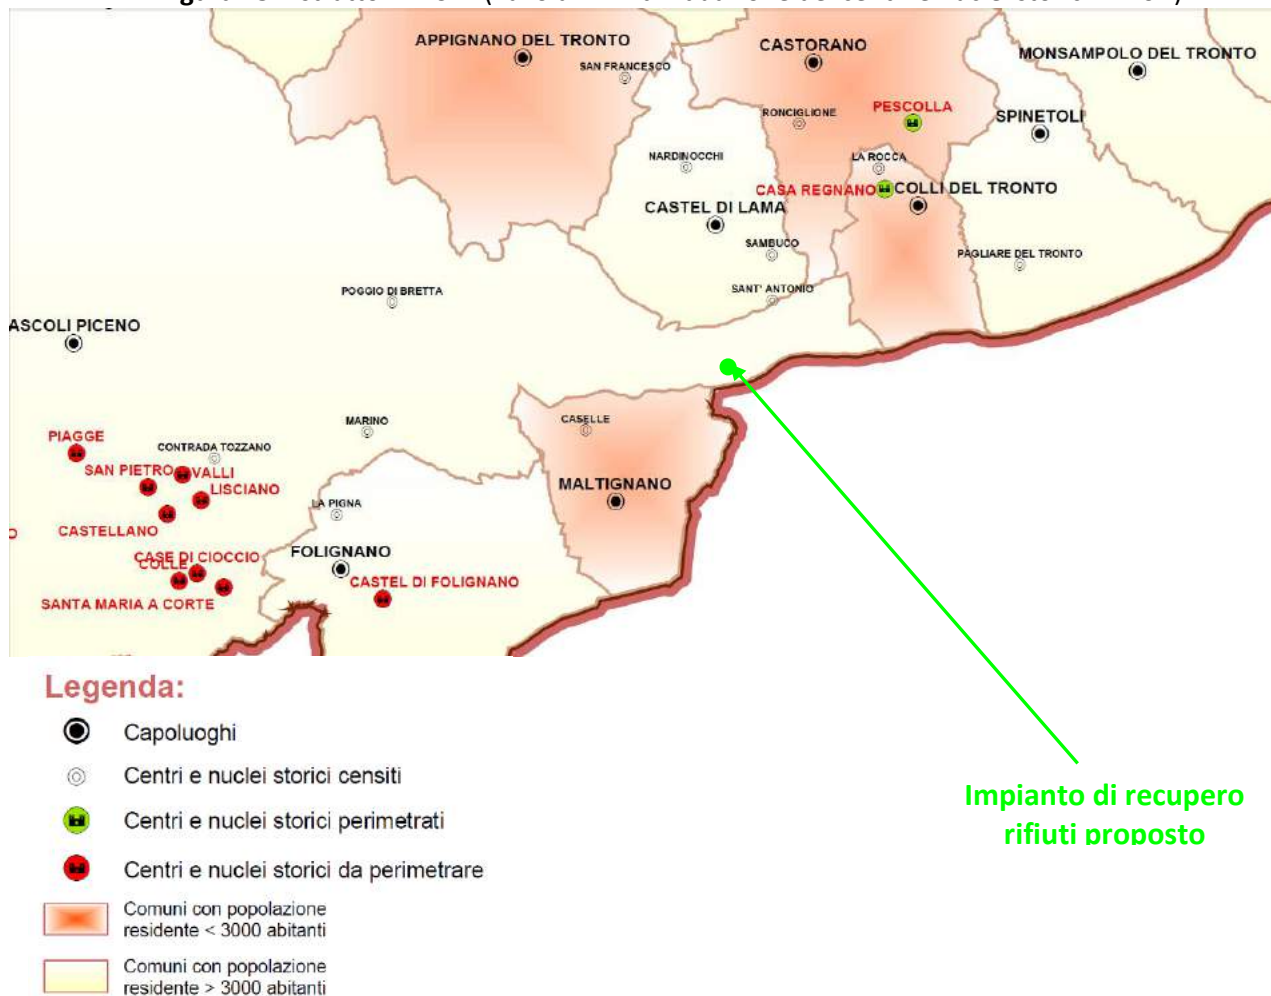 APPIGNANO DEL TRONTO
CASTORANO
MONSAMPOLO DEL TRONTO
SAN FRANCESCO
RONCIGLIONE
PESCOLLA
SPINETOLI
NARDINOCCHI
LA ROCCA
CASA REGNANO
COLLI DEL TRONTO
CASTEL DI LAMA
SAMBUCO
PAGLIARE DEL TRONTO
POGGIO DI BRETTA
SANT' ANTONIO
ASCOLI PICENO
MARINO
CASELLE
PIAGGE
CONTRADA TOZZANO
SAN PIETRO
VALLI
LISCIANO
MALTIGNANO
LA PIGNA
CASTELLANO
FOLIGNANO
CASE DI CIOCCIO
COLLE
CASTEL DI FOLIGNANO
SANTA MARIA A CORTE
Legenda:
Capoluoghi
Centri e nuclei storici censiti
Centri e nuclei storici perimetrati
Centri e nuclei storici da perimetrare
Comuni con popolazione
residente < 3000 abitanti
Comuni con popolazione
residente > 3000 abitanti
Impianto di recupero
rifiuti proposto